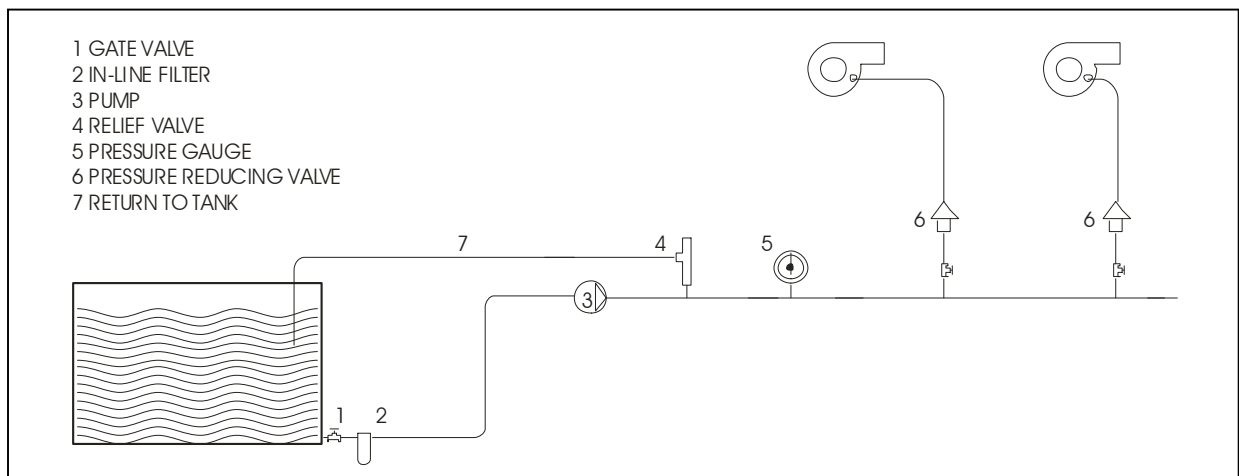 1 GATE VALVE
2 IN-LINE FILTER
3 PUMP
4 RELIEF VALVE
5 PRESSURE GAUGE
6 PRESSURE REDUCING VALVE
7 RETURN TO TANK
6
6
7
4
5
3
1
2